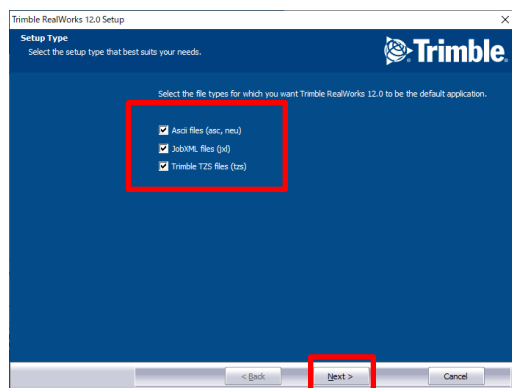 Trimble RealWorks 12.0 Setup
Setup Type
Select the setup type that best suits your needs.
Trimble.
Select the file types for which you want Trimble RealWorks 12.0 to be the default application.
Ascii files (asc, neu)
JobXML files (jxl)
Trimble TZS files (tzs)
< Back
Next >
Cancel